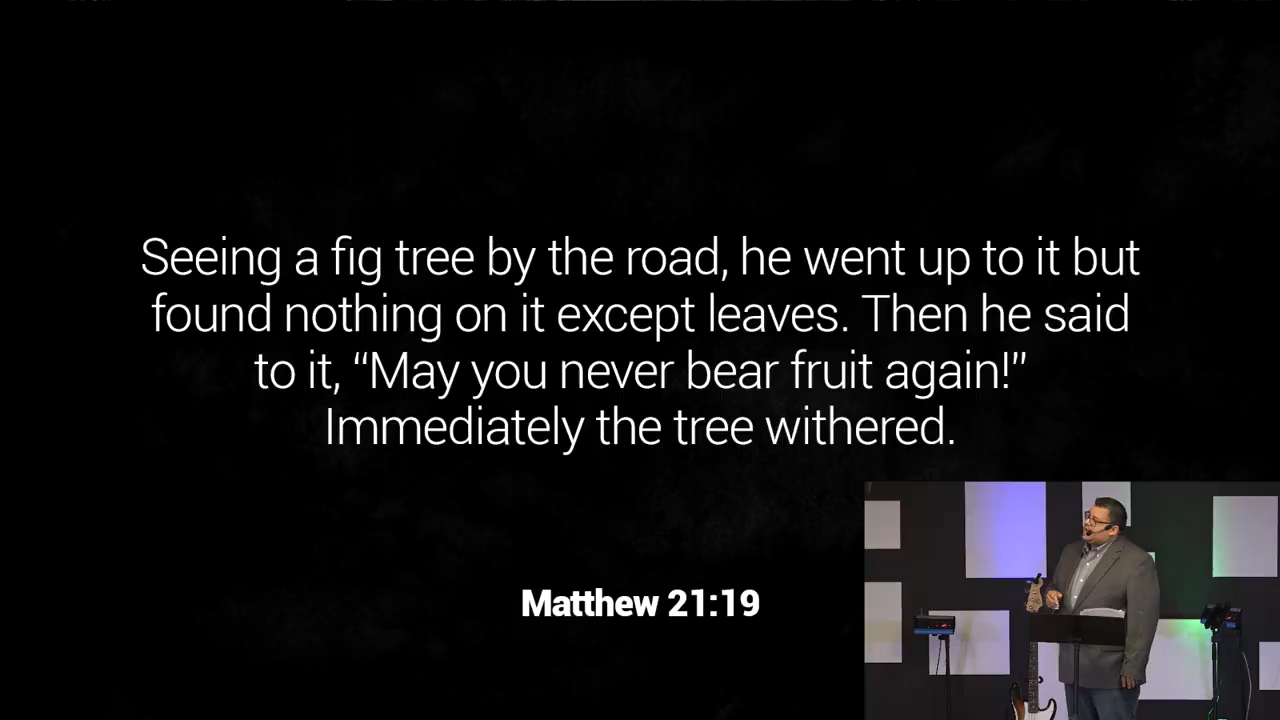 Seeing a fig tree by the road, he went up to it but
found nothing on it except leaves. Then he said
to it, “May you never bear fruit again!”
Immediately the tree withered.
Matthew 21:19